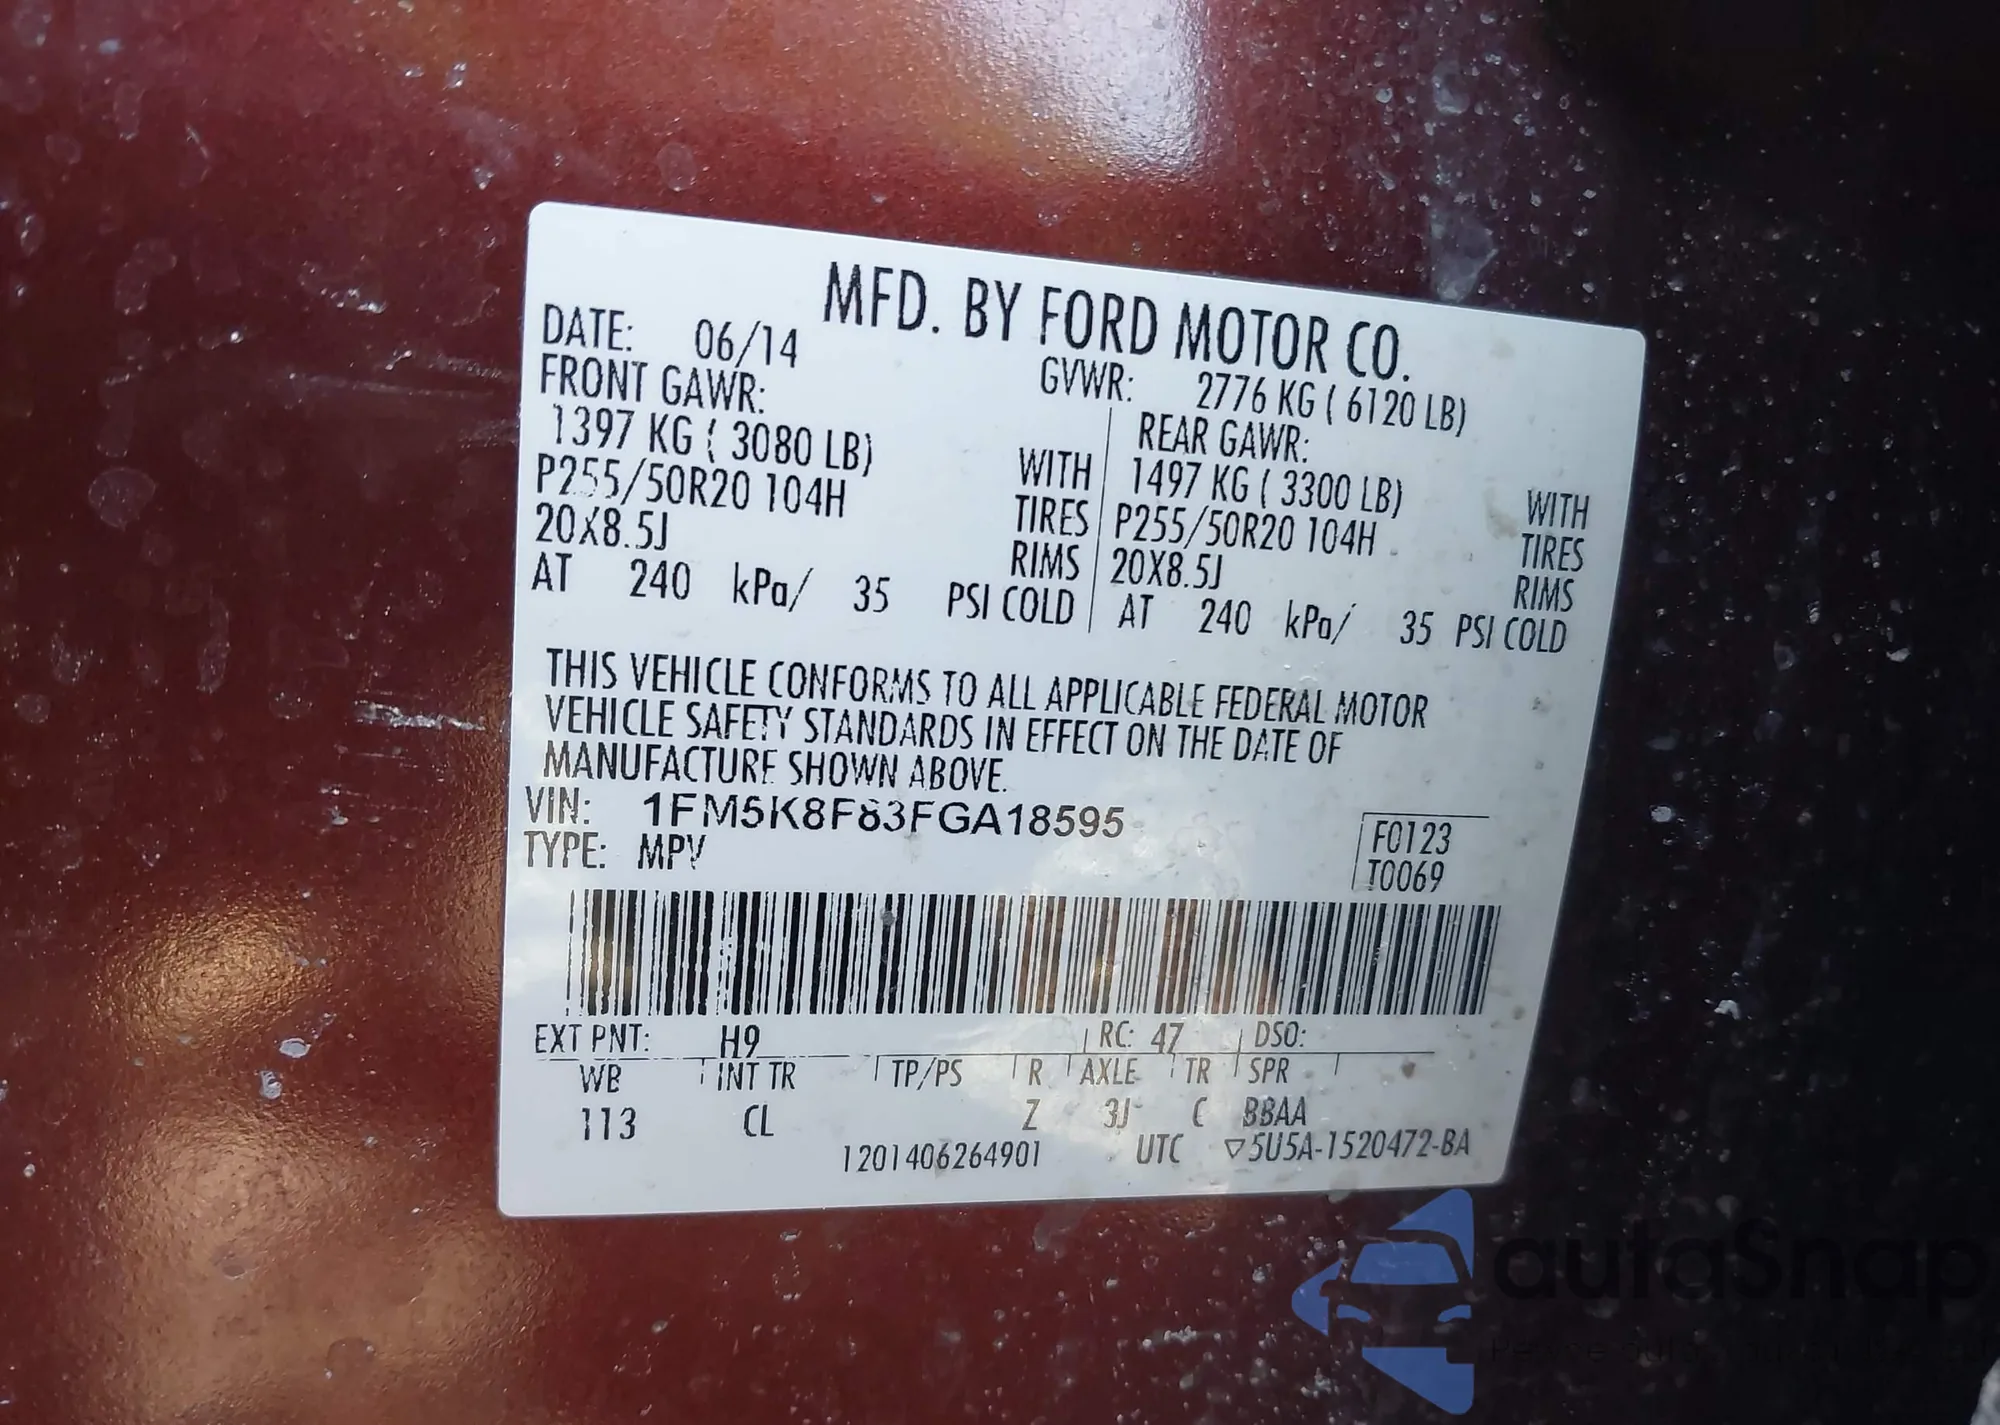 MFD. BY FORD MOTOR CO.
DATE: 06/14 GVWR: 2776 KG ( 6120 LB)
FRONT GAWR: REAR GAWR:
1397 KG ( 3080 LB) WITH 1497 KG ( 3300 LB) WITH
P255/50R20 104H TIRES P255/50R20 104H TIRES
20X8.5J RIMS 20X8.5J RIMS
AT 240 kPa/ 35 PSI COLD AT 240 kPa/ 35 PSI COLD
THIS VEHICLE CONFORMS TO ALL APPLICABLE FEDERAL MOTOR
VEHICLE SAFETY STANDARDS IN EFFECT ON THE DATE OF
MANUFACTURE SHOWN ABOVE.
VIN: 1FM5K8F83FGA18595
TYPE: MPV
F0123
T0069
EXT PNT: H9 RC: 47 DSO:
WB INT TR TP/PS R AXLE TR SPR
113 CL Z 3J C BBAA
1201406264901 UTC ▽5U5A-1520472-BA
autaSnap